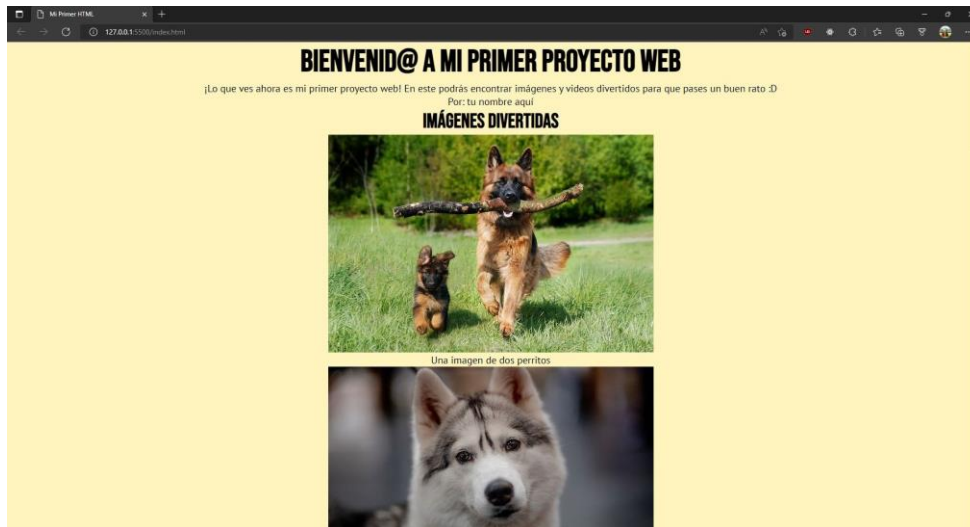 Mi Primer HTML
127.0.0.1:5500/index.html
BIENVENID@ A MI PRIMER PROYECTO WEB
¡Lo que ves ahora es mi primer proyecto web! En este podrás encontrar imágenes y videos divertidos para que pases un buen rato :D
Por: tu nombre aquí
IMÁGENES DIVERTIDAS
Una imagen de dos perritos